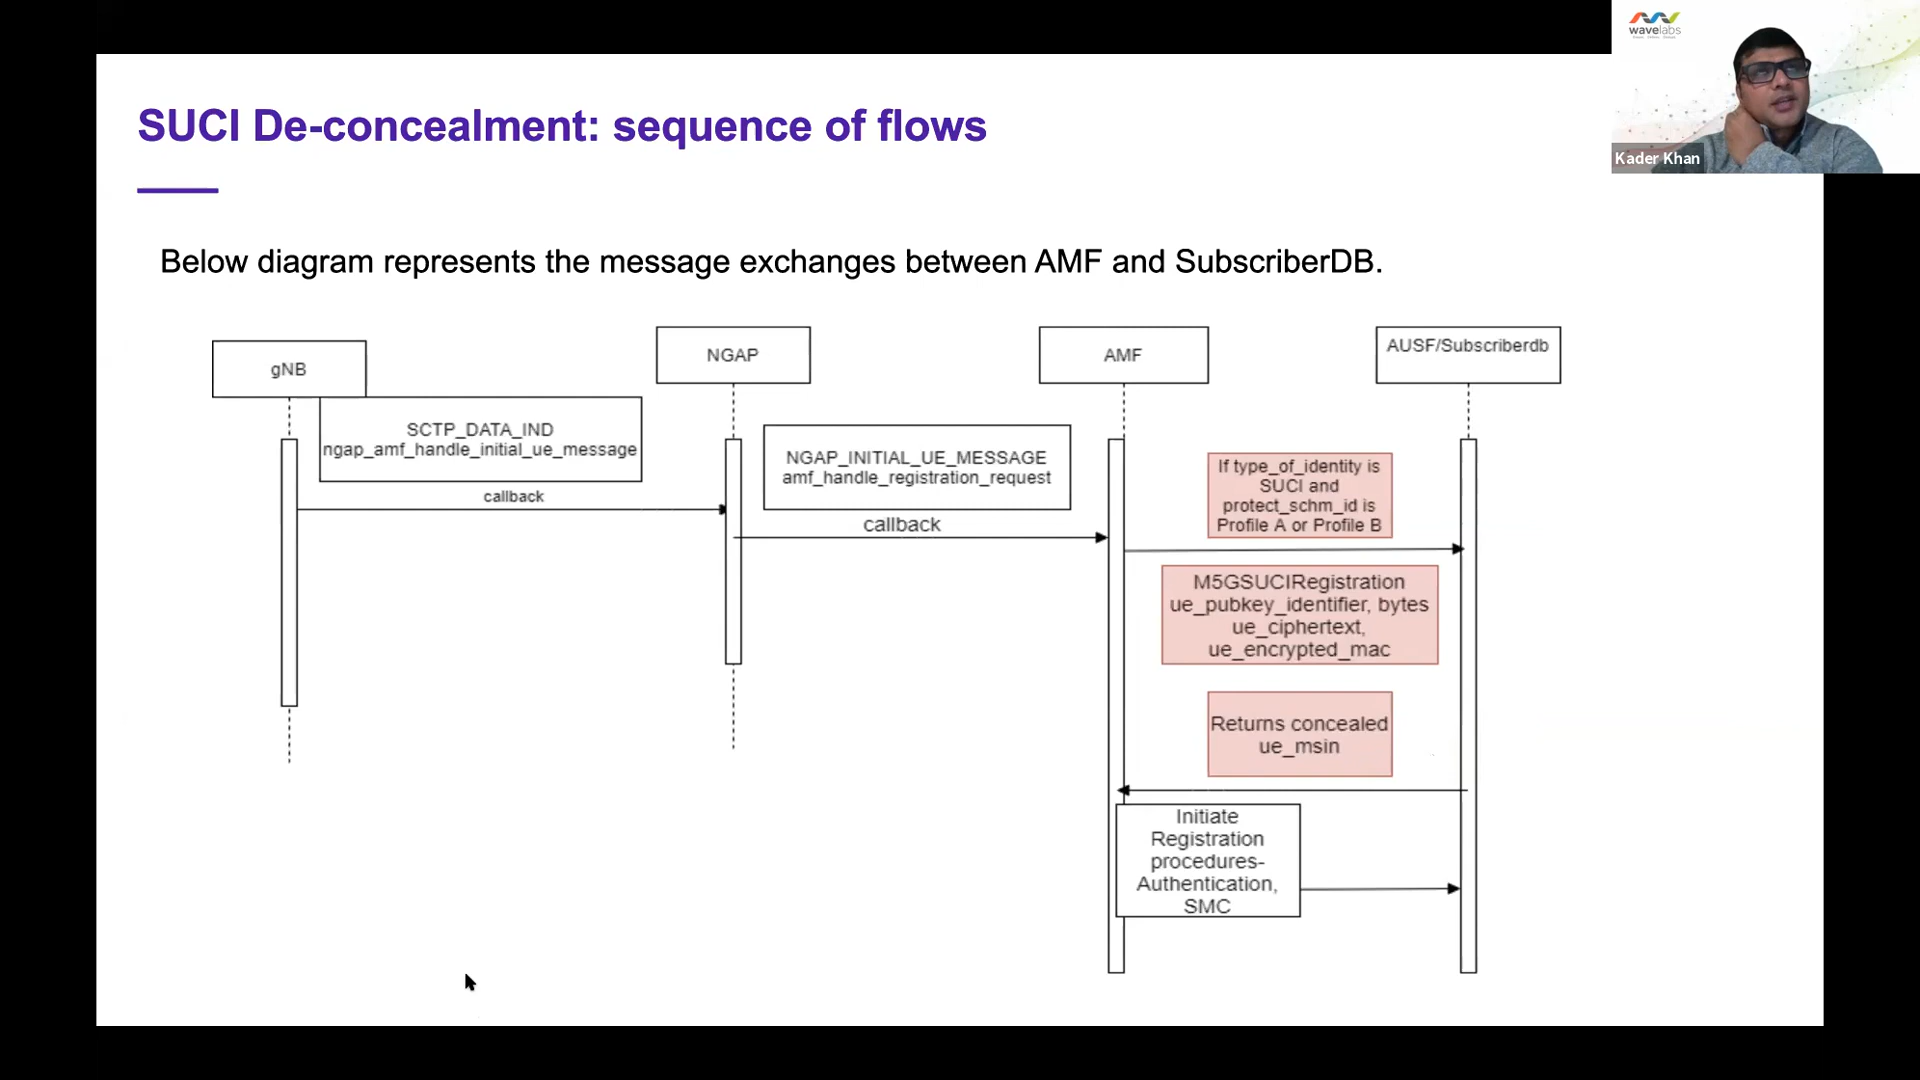 wavelabs
Kader Khan
SUCI De-concealment: sequence of flows
Below diagram represents the message exchanges between AMF and SubscriberDB.
gNB
NGAP
AMF
AUSF/Subscriberdb
SCTP_DATA_IND
ngap_amf_handle_initial_ue_message
callback
NGAP_INITIAL_UE_MESSAGE
amf_handle_registration_request
callback
If type_of_identity is
SUCI and
protect_schm_id is
Profile A or Profile B
M5GSUCIRegistration
ue_pubkey_identifier, bytes
ue_ciphertext,
ue_encrypted_mac
Returns concealed
ue_msin
Initiate
Registration
procedures-
Authentication,
SMC